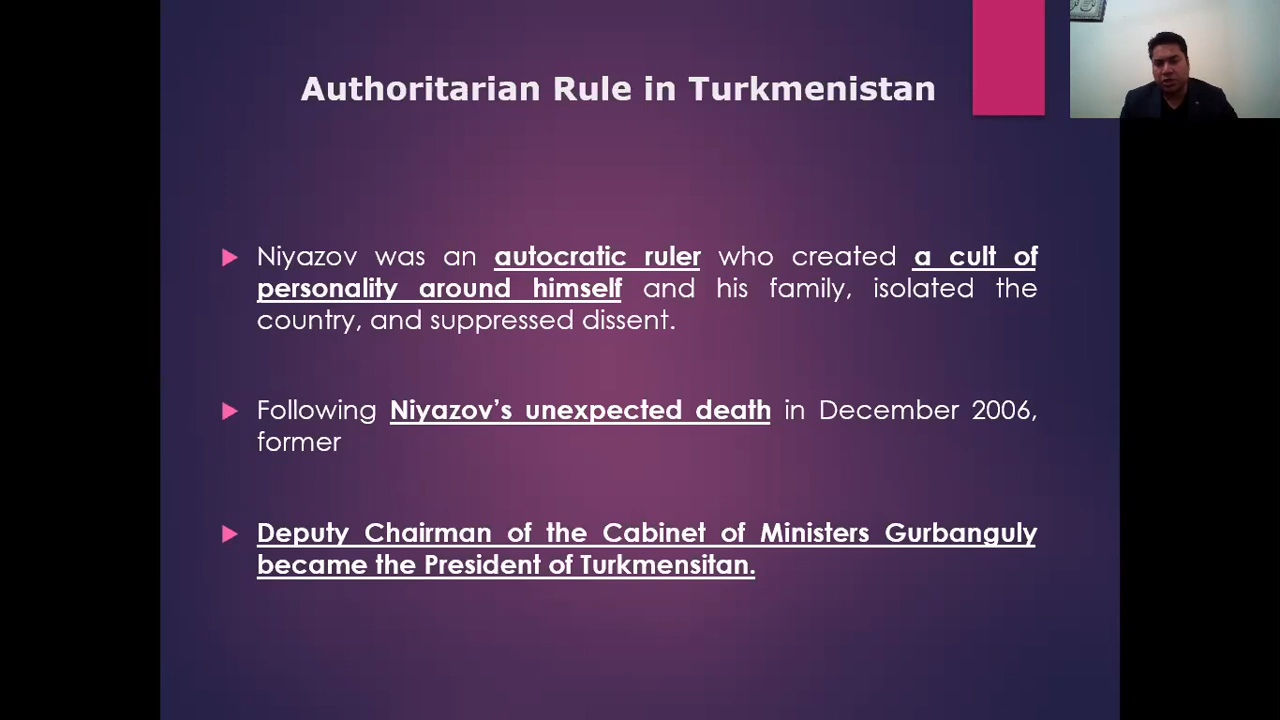 Authoritarian Rule in Turkmenistan
Niyazov was an autocratic ruler who created a cult of
personality around himself and his family, isolated the
country, and suppressed dissent.
Following Niyazov’s unexpected death in December 2006,
former
Deputy Chairman of the Cabinet of Ministers Gurbanguly
became the President of Turkmensitan.